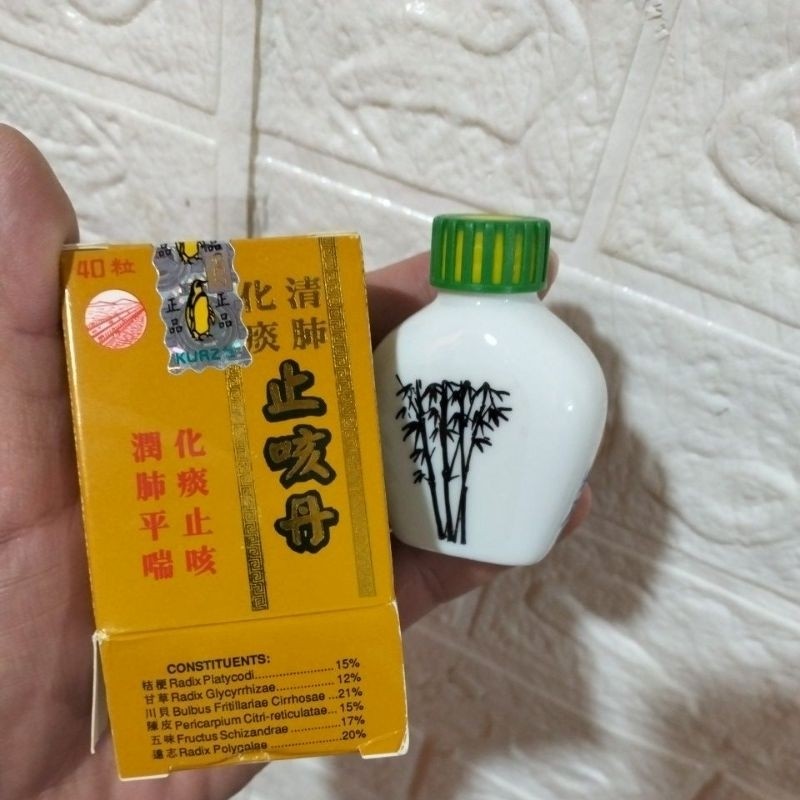 40粒
正品
正品
KURZ
清肺
化痰
止咳丹
化痰止咳
潤肺平喘
CONSTITUENTS:
桔梗 Radix Platycodi........................ 15%
甘草 Radix Glycyrrhizae................ 12%
川貝 Bulbus Fritillariae Cirrhosae ...21%
陳皮 Pericarpium Citri-reticulatae... 15%
五味 Fructus Schizandrae ...............17%
遠志 Radix Polygalae ......................20%